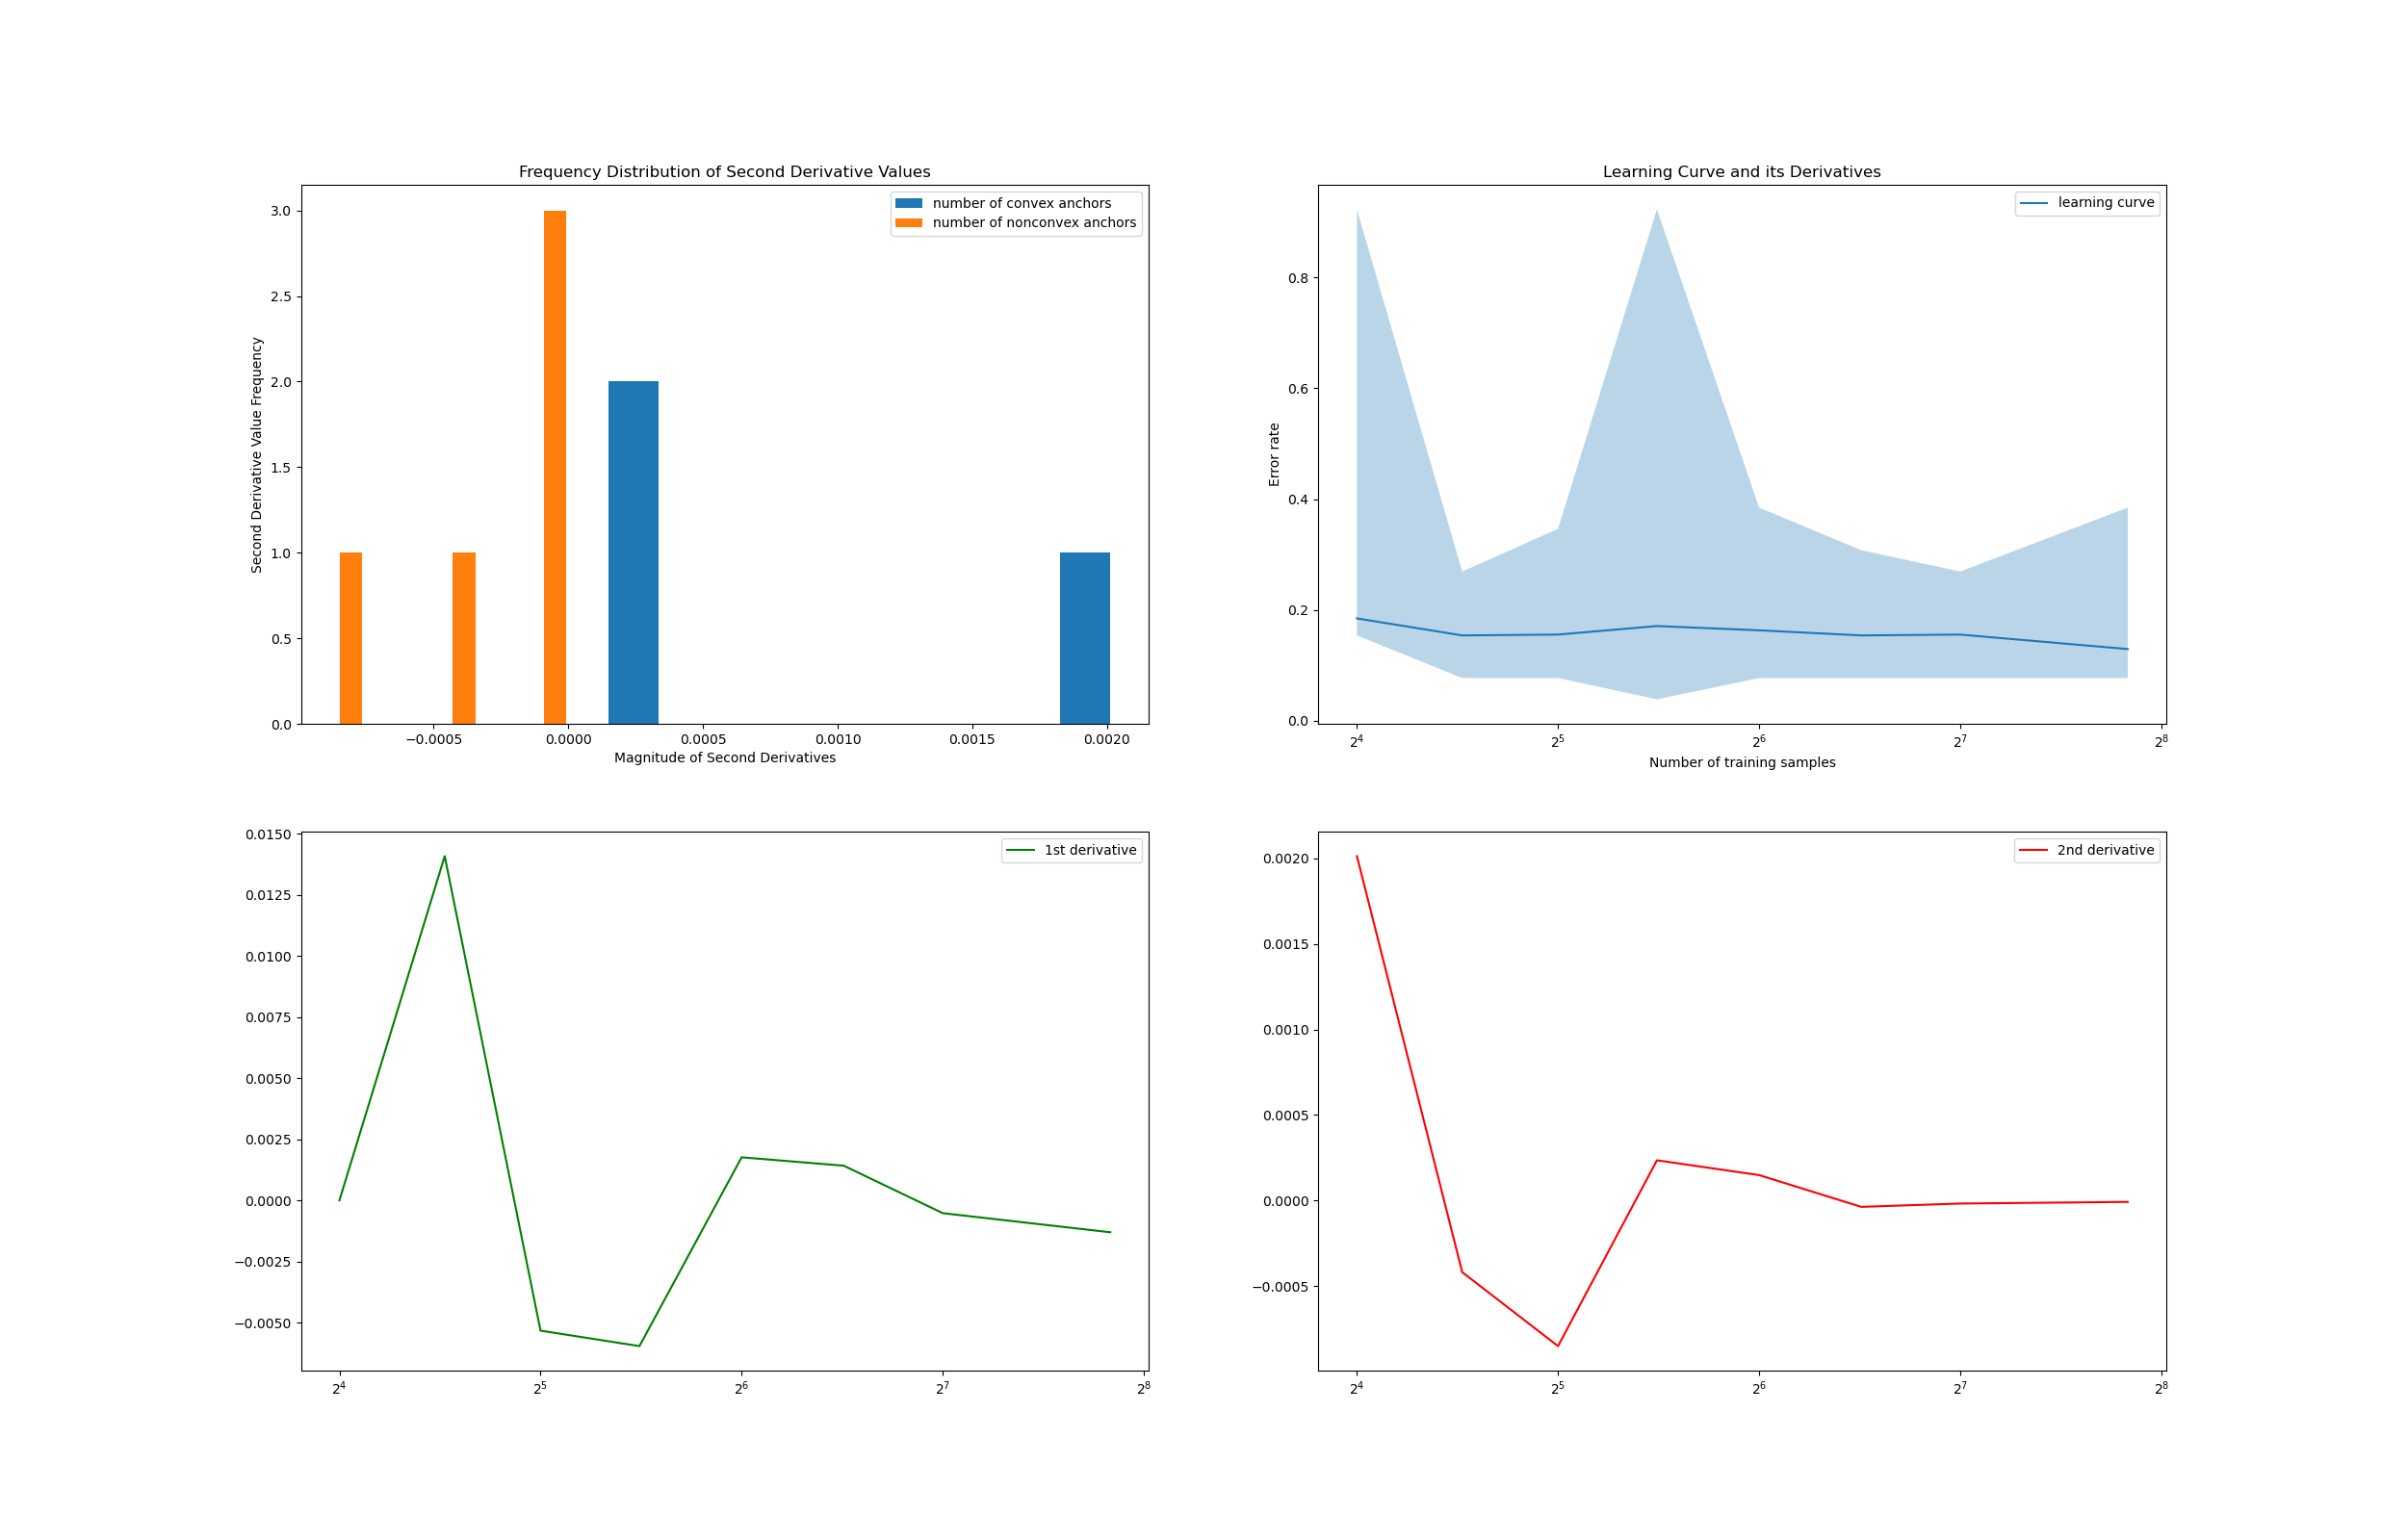 Frequency Distribution of Second Derivative Values
number of convex anchors
number of nonconvex anchors
3.0
2.5
2.0
1.5
1.0
0.5
0.0
Second Derivative Value Frequency
−0.0005 0.0000 0.0005 0.0010 0.0015 0.0020
Magnitude of Second Derivatives
Learning Curve and its Derivatives
learning curve
0.8
0.6
0.4
0.2
0.0
Error rate
2⁴ 2⁵ 2⁶ 2⁷ 2⁸
Number of training samples
1st derivative
0.0150
0.0125
0.0100
0.0075
0.0050
0.0025
0.0000
−0.0025
−0.0050
2⁴ 2⁵ 2⁶ 2⁷ 2⁸
2nd derivative
0.0020
0.0015
0.0010
0.0005
0.0000
−0.0005
2⁴ 2⁵ 2⁶ 2⁷ 2⁸